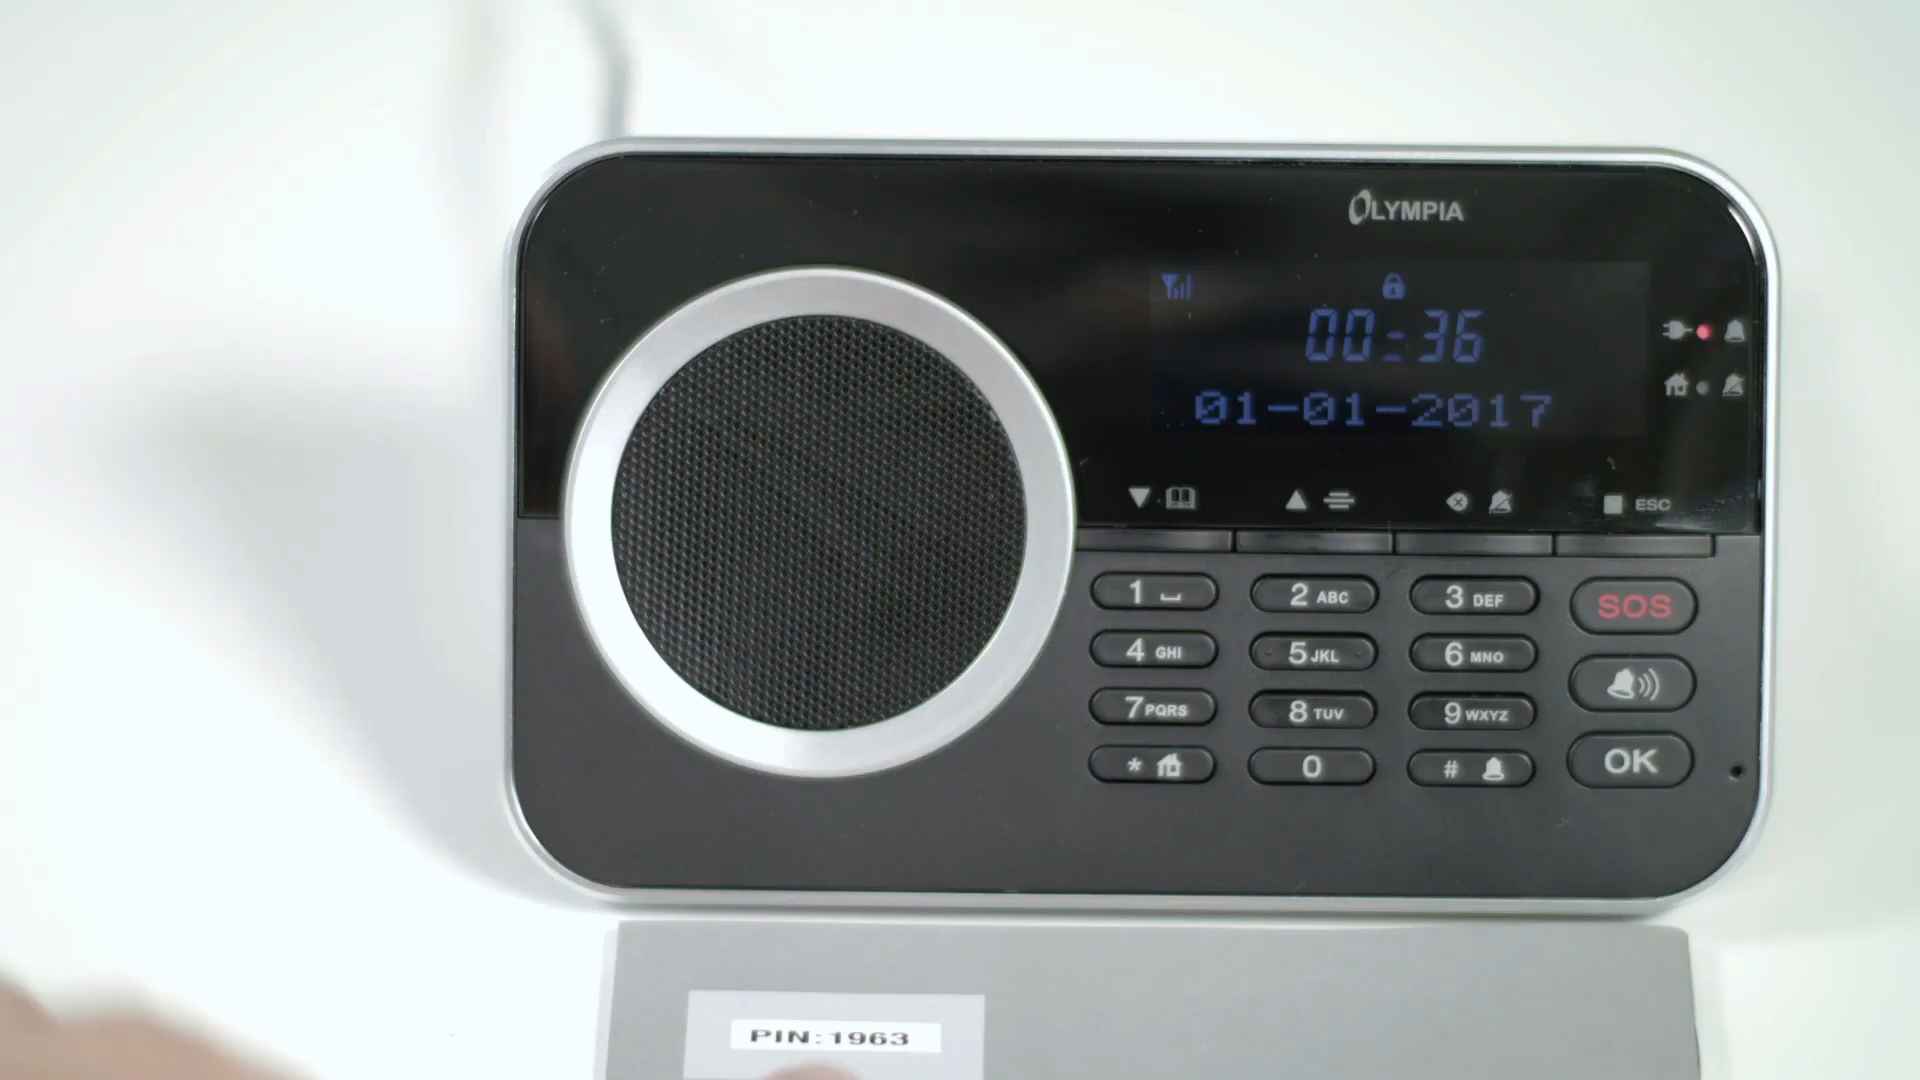 OLYMPIA
00:36
01-01-2017
ESC
1 2 ABC 3 DEF SOS
4 GHI 5 JKL 6 MNO
7 PQRS 8 TUV 9 WXYZ
* 0 # OK
PIN:1963